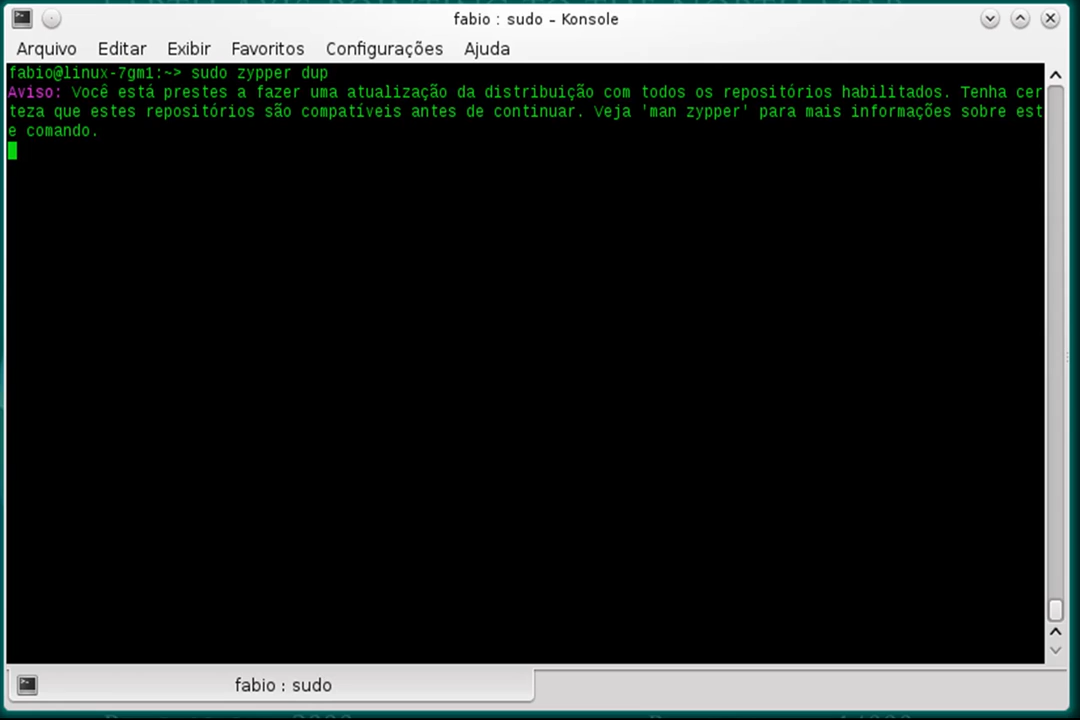 fabio : sudo – Konsole
Arquivo Editar Exibir Favoritos Configurações Ajuda
fabio@linux-7gm1:~> sudo zypper dup
Aviso: Você está prestes a fazer uma atualização da distribuição com todos os repositórios habilitados. Tenha cer
teza que estes repositórios são compatíveis antes de continuar. Veja 'man zypper' para mais informações sobre est
e comando.
fabio : sudo